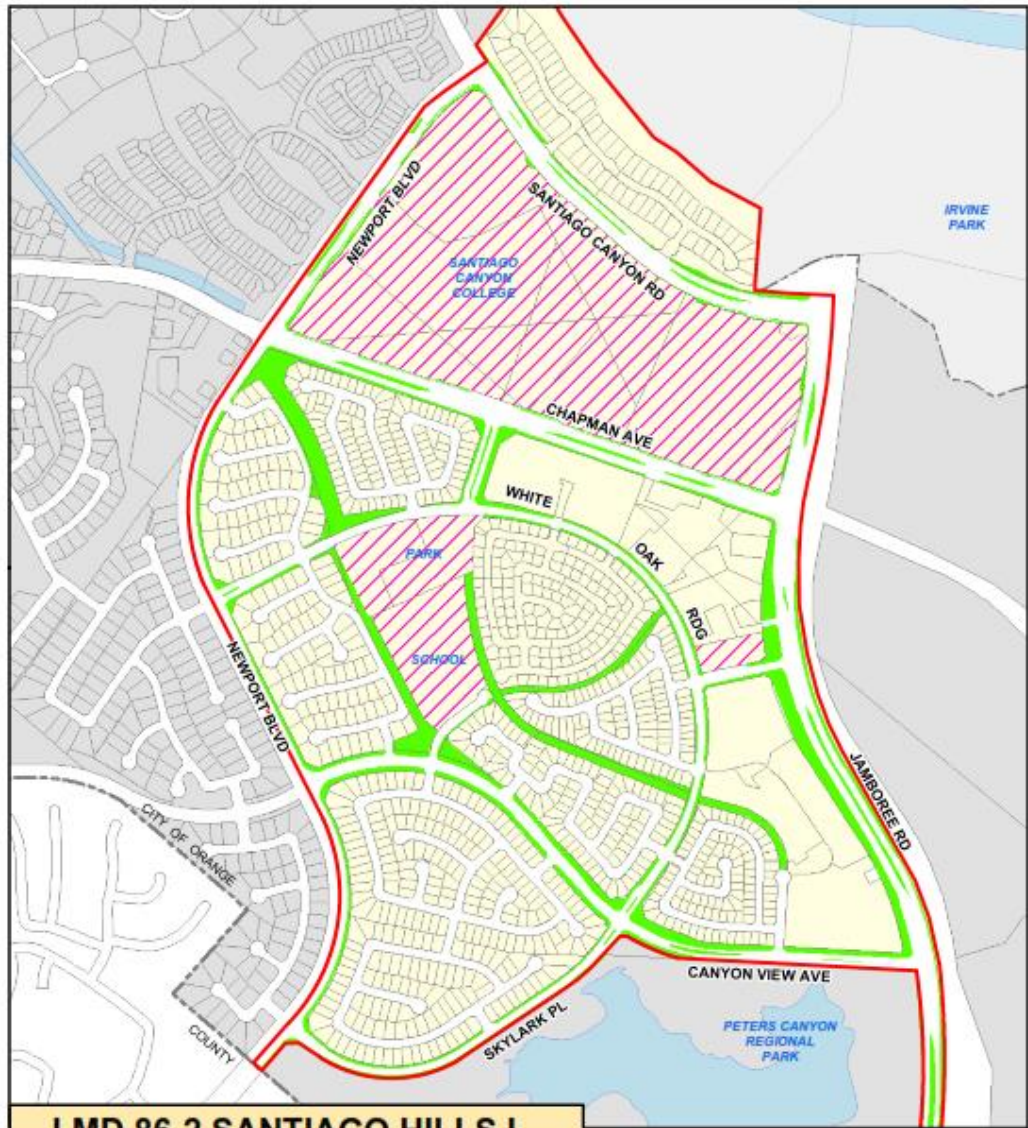 NEWPORT BLVD
SANTIAGO CANYON RD
IRVINE
PARK
SANTIAGO
CANYON
COLLEGE
CHAPMAN AVE
WHITE
OAK
RDG
PARK
SCHOOL
NEWPORT BLVD
JAMBOREE RD
CITY OF ORANGE
COUNTY
CANYON VIEW AVE
SKYLARK PL
PETERS CANYON
REGIONAL
PARK
LMD 86-2 SANTIAGO HILLS I